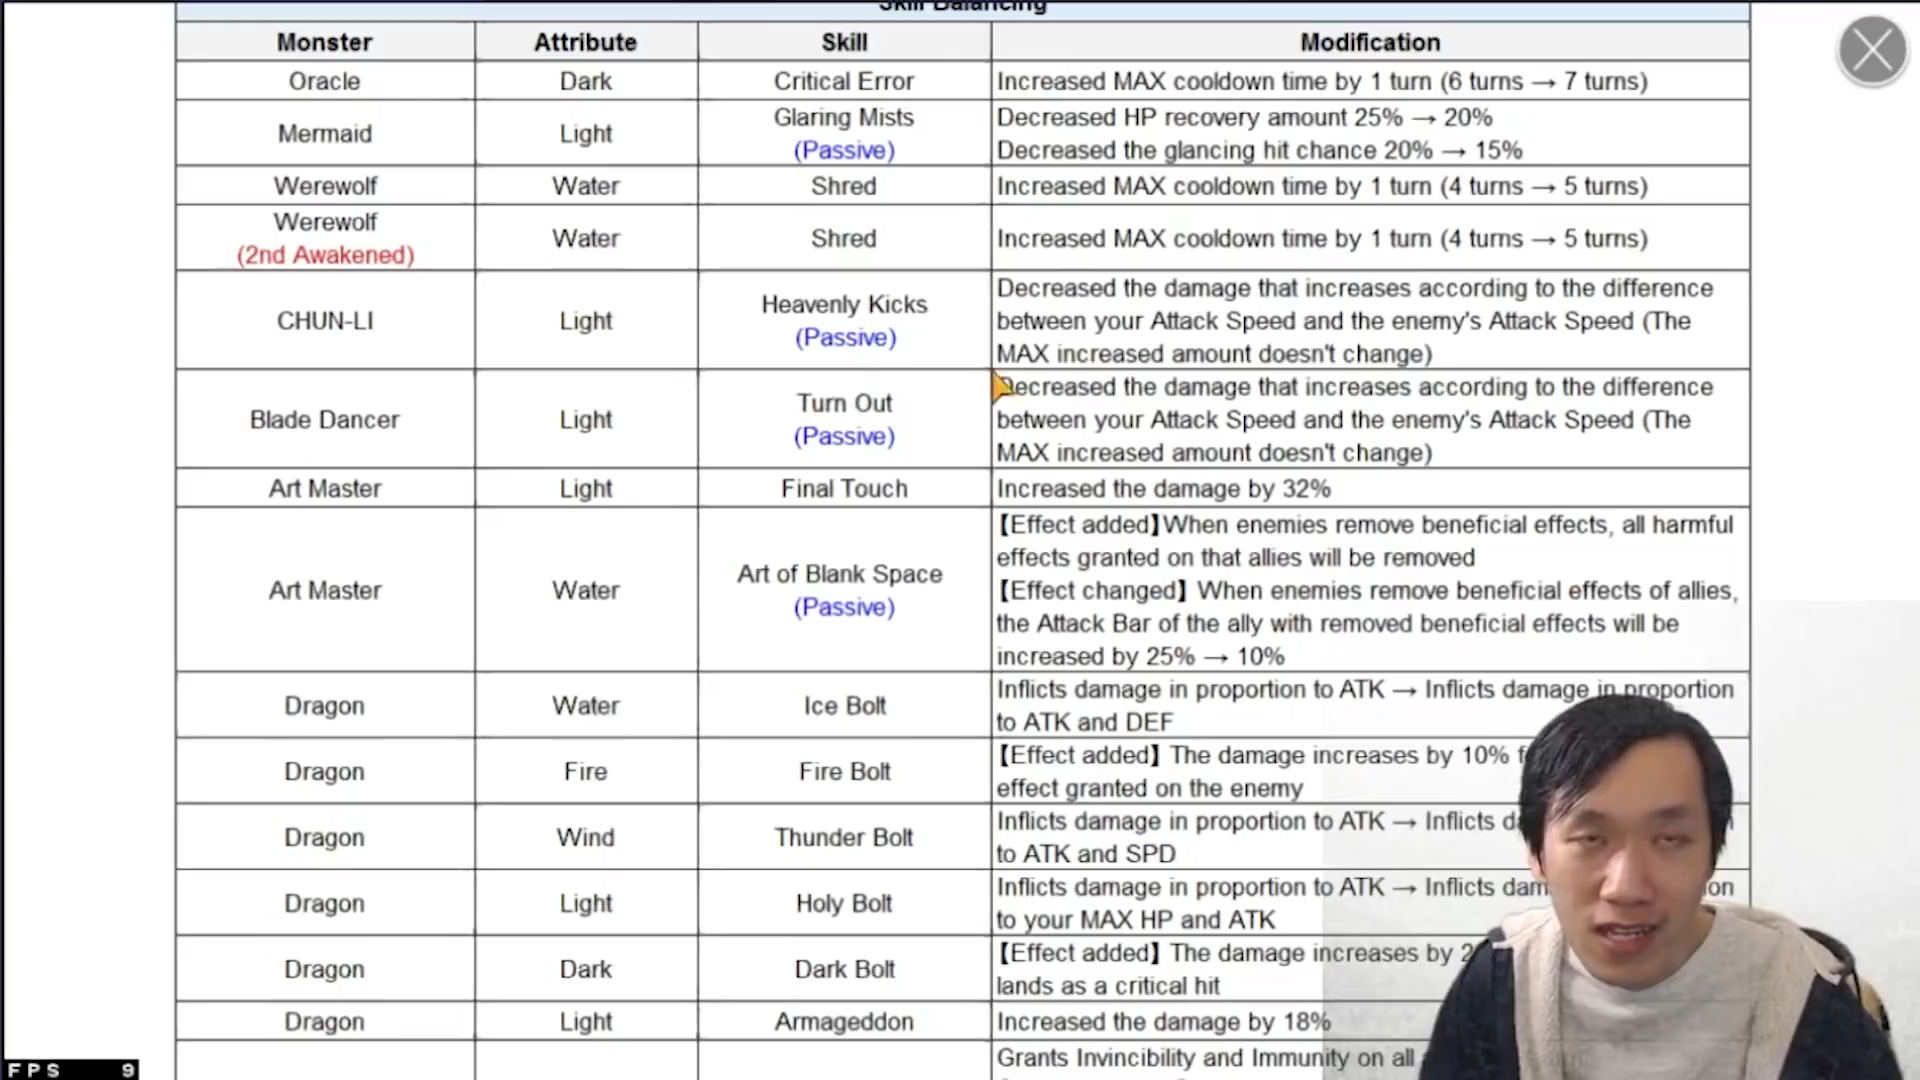 Skill Balancing
Monster Attribute Skill Modification
Oracle Dark Critical Error Increased MAX cooldown time by 1 turn (6 turns → 7 turns)
Mermaid Light Glaring Mists (Passive) Decreased HP recovery amount 25% → 20%
Decreased the glancing hit chance 20% → 15%
Werewolf Water Shred Increased MAX cooldown time by 1 turn (4 turns → 5 turns)
Werewolf (2nd Awakened) Water Shred Increased MAX cooldown time by 1 turn (4 turns → 5 turns)
CHUN-LI Light Heavenly Kicks (Passive) Decreased the damage that increases according to the difference
between your Attack Speed and the enemy's Attack Speed (The
MAX increased amount doesn't change)
Blade Dancer Light Turn Out (Passive) Decreased the damage that increases according to the difference
between your Attack Speed and the enemy's Attack Speed (The
MAX increased amount doesn't change)
Art Master Light Final Touch Increased the damage by 32%
Art Master Water Art of Blank Space (Passive) 【Effect added】When enemies remove beneficial effects, all harmful
effects granted on that allies will be removed
【Effect changed】 When enemies remove beneficial effects of allies,
the Attack Bar of the ally with removed beneficial effects will be
increased by 25% → 10%
Dragon Water Ice Bolt Inflicts damage in proportion to ATK → Inflicts damage in proportion
to ATK and DEF
Dragon Fire Fire Bolt 【Effect added】 The damage increases by 10%
effect granted on the enemy
Dragon Wind Thunder Bolt Inflicts damage in proportion to ATK → Inflicts
to ATK and SPD
Dragon Light Holy Bolt Inflicts damage in proportion to ATK → Inflicts
to your MAX HP and ATK
Dragon Dark Dark Bolt 【Effect added】 The damage increases by
lands as a critical hit
Dragon Light Armageddon Increased the damage by 18%
Grants Invincibility and Immunity on all
FPS 9